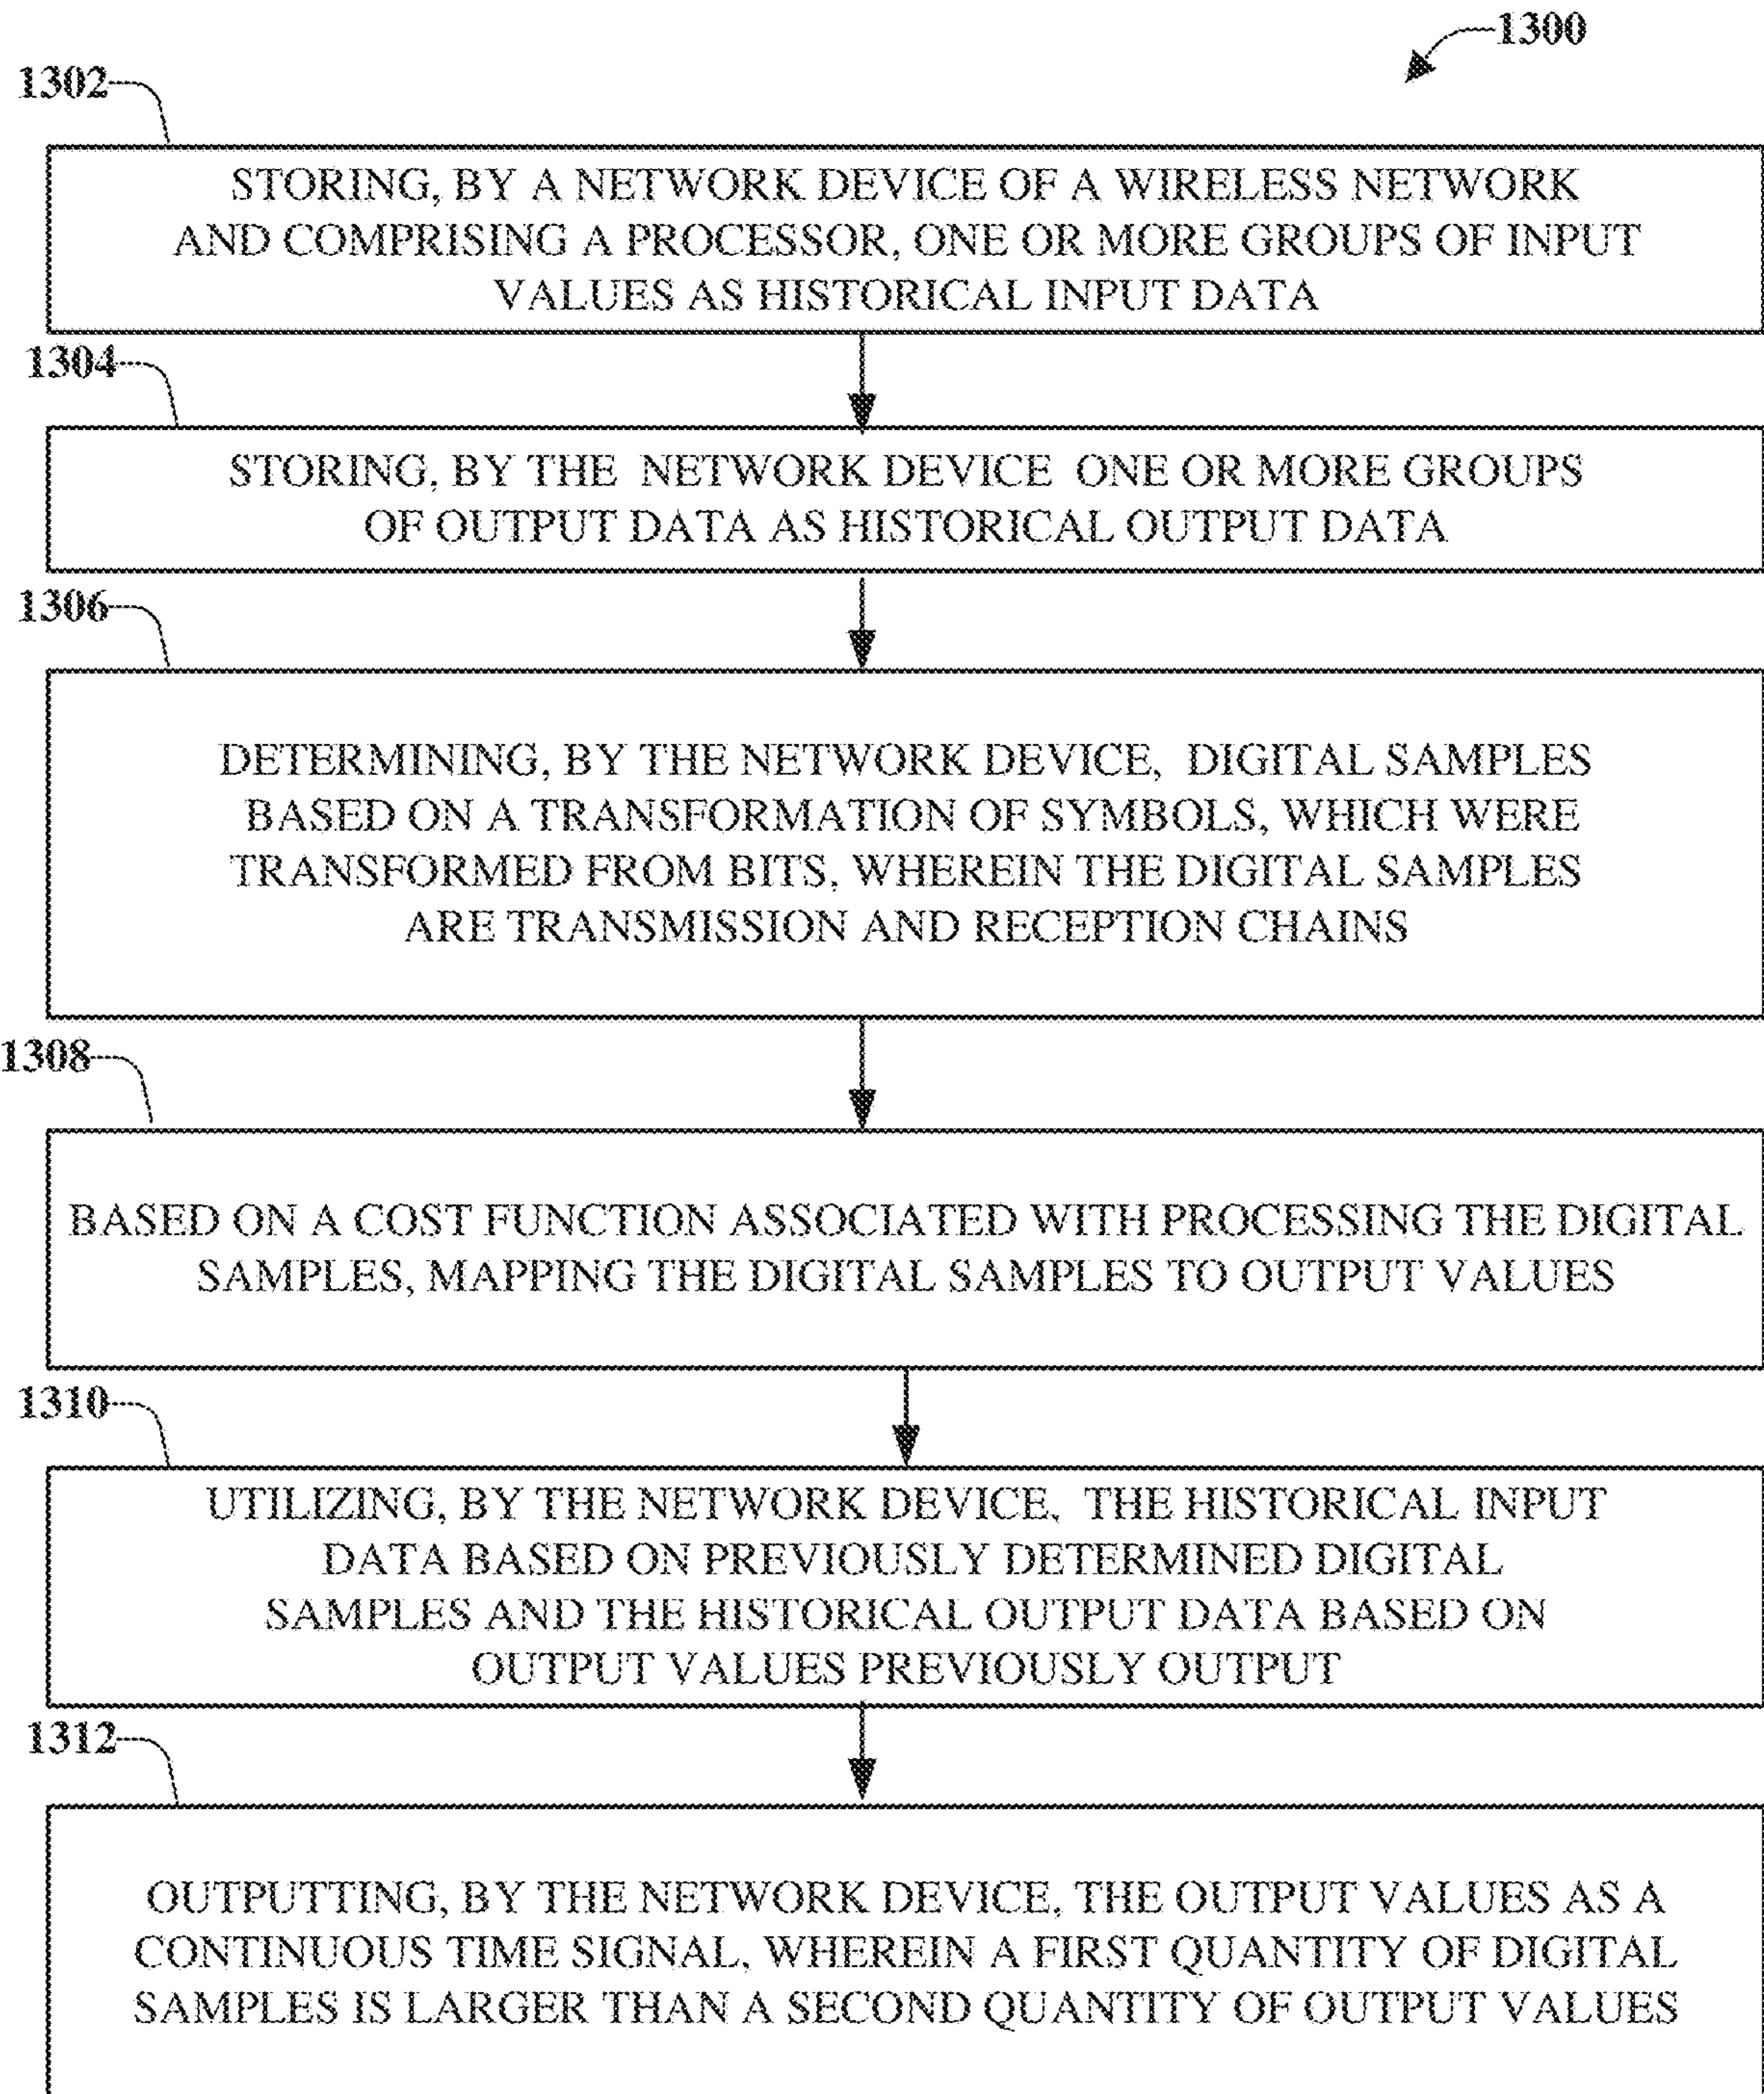 1300
1302
STORING, BY A NETWORK DEVICE OF A WIRELESS NETWORK
AND COMPRISING A PROCESSOR, ONE OR MORE GROUPS OF INPUT
VALUES AS HISTORICAL INPUT DATA
1304
STORING, BY THE NETWORK DEVICE ONE OR MORE GROUPS
OF OUTPUT DATA AS HISTORICAL OUTPUT DATA
1306
DETERMINING, BY THE NETWORK DEVICE, DIGITAL SAMPLES
BASED ON A TRANSFORMATION OF SYMBOLS, WHICH WERE
TRANSFORMED FROM BITS, WHEREIN THE DIGITAL SAMPLES
ARE TRANSMISSION AND RECEPTION CHAINS
1308
BASED ON A COST FUNCTION ASSOCIATED WITH PROCESSING THE DIGITAL
SAMPLES, MAPPING THE DIGITAL SAMPLES TO OUTPUT VALUES
1310
UTILIZING, BY THE NETWORK DEVICE, THE HISTORICAL INPUT
DATA BASED ON PREVIOUSLY DETERMINED DIGITAL
SAMPLES AND THE HISTORICAL OUTPUT DATA BASED ON
OUTPUT VALUES PREVIOUSLY OUTPUT
1312
OUTPUTTING, BY THE NETWORK DEVICE, THE OUTPUT VALUES AS A
CONTINUOUS TIME SIGNAL, WHEREIN A FIRST QUANTITY OF DIGITAL
SAMPLES IS LARGER THAN A SECOND QUANTITY OF OUTPUT VALUES